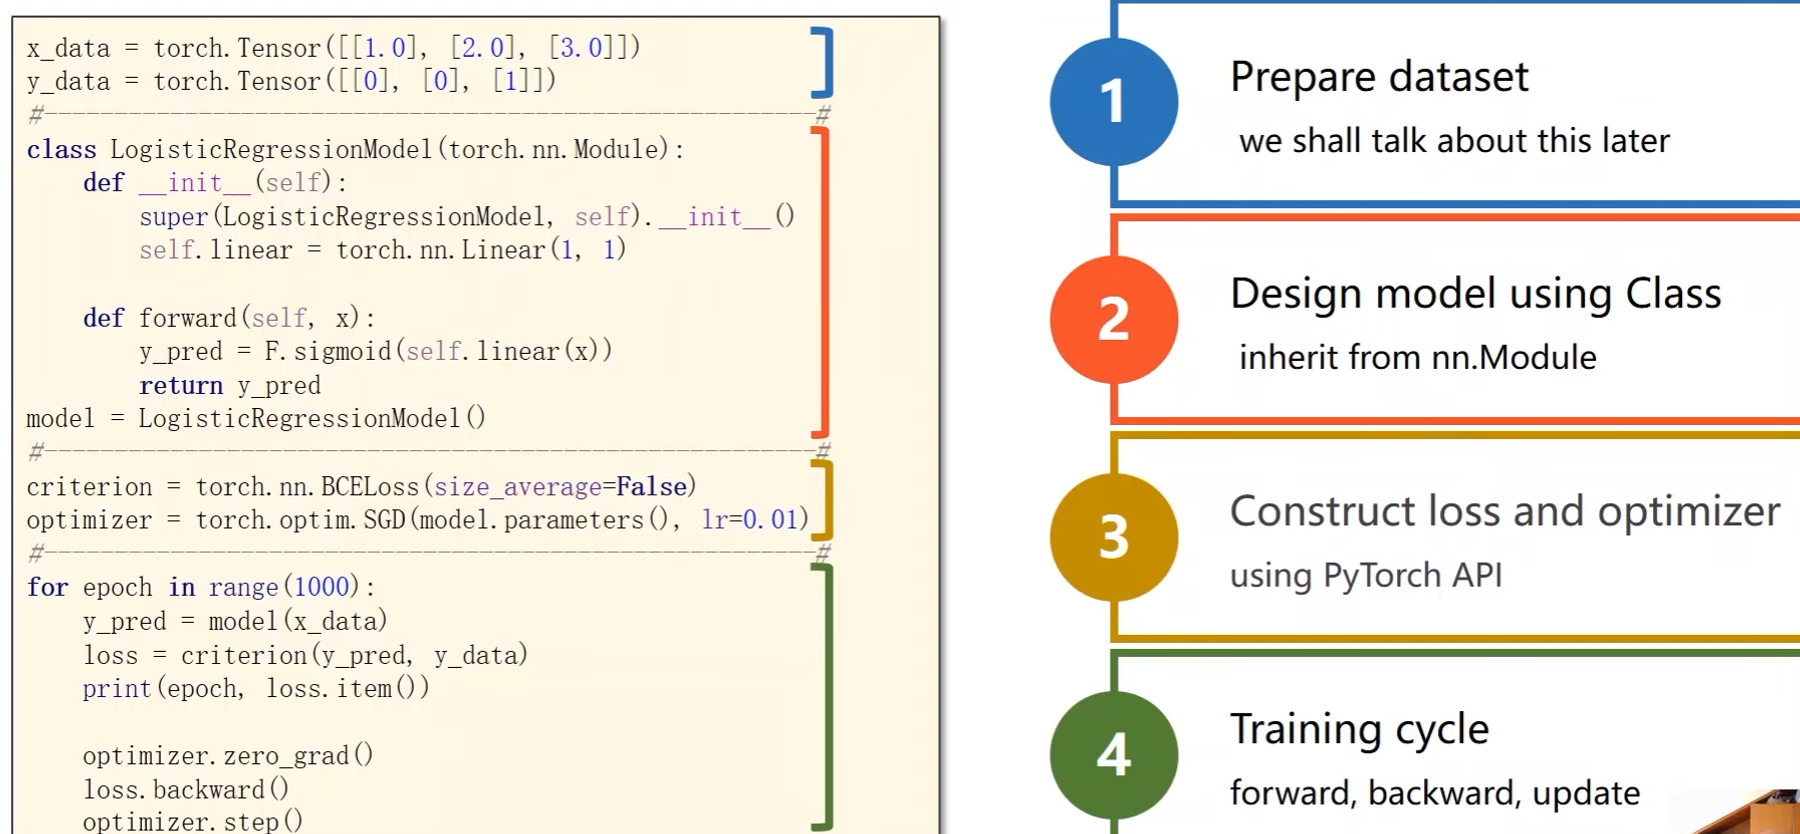 x_data = torch.Tensor([[1.0], [2.0], [3.0]])
y_data = torch.Tensor([[0], [0], [1]])
#-------------------------------------------------------#
class LogisticRegressionModel(torch.nn.Module):
    def __init__(self):
        super(LogisticRegressionModel, self).__init__()
        self.linear = torch.nn.Linear(1, 1)
    def forward(self, x):
        y_pred = F.sigmoid(self.linear(x))
        return y_pred
model = LogisticRegressionModel()
#-------------------------------------------------------#
criterion = torch.nn.BCELoss(size_average=False)
optimizer = torch.optim.SGD(model.parameters(), lr=0.01)
#-------------------------------------------------------#
for epoch in range(1000):
    y_pred = model(x_data)
    loss = criterion(y_pred, y_data)
    print(epoch, loss.item())
    optimizer.zero_grad()
    loss.backward()
    optimizer.step()
1
Prepare dataset
we shall talk about this later
2
Design model using Class
inherit from nn.Module
3
Construct loss and optimizer
using PyTorch API
4
Training cycle
forward, backward, update